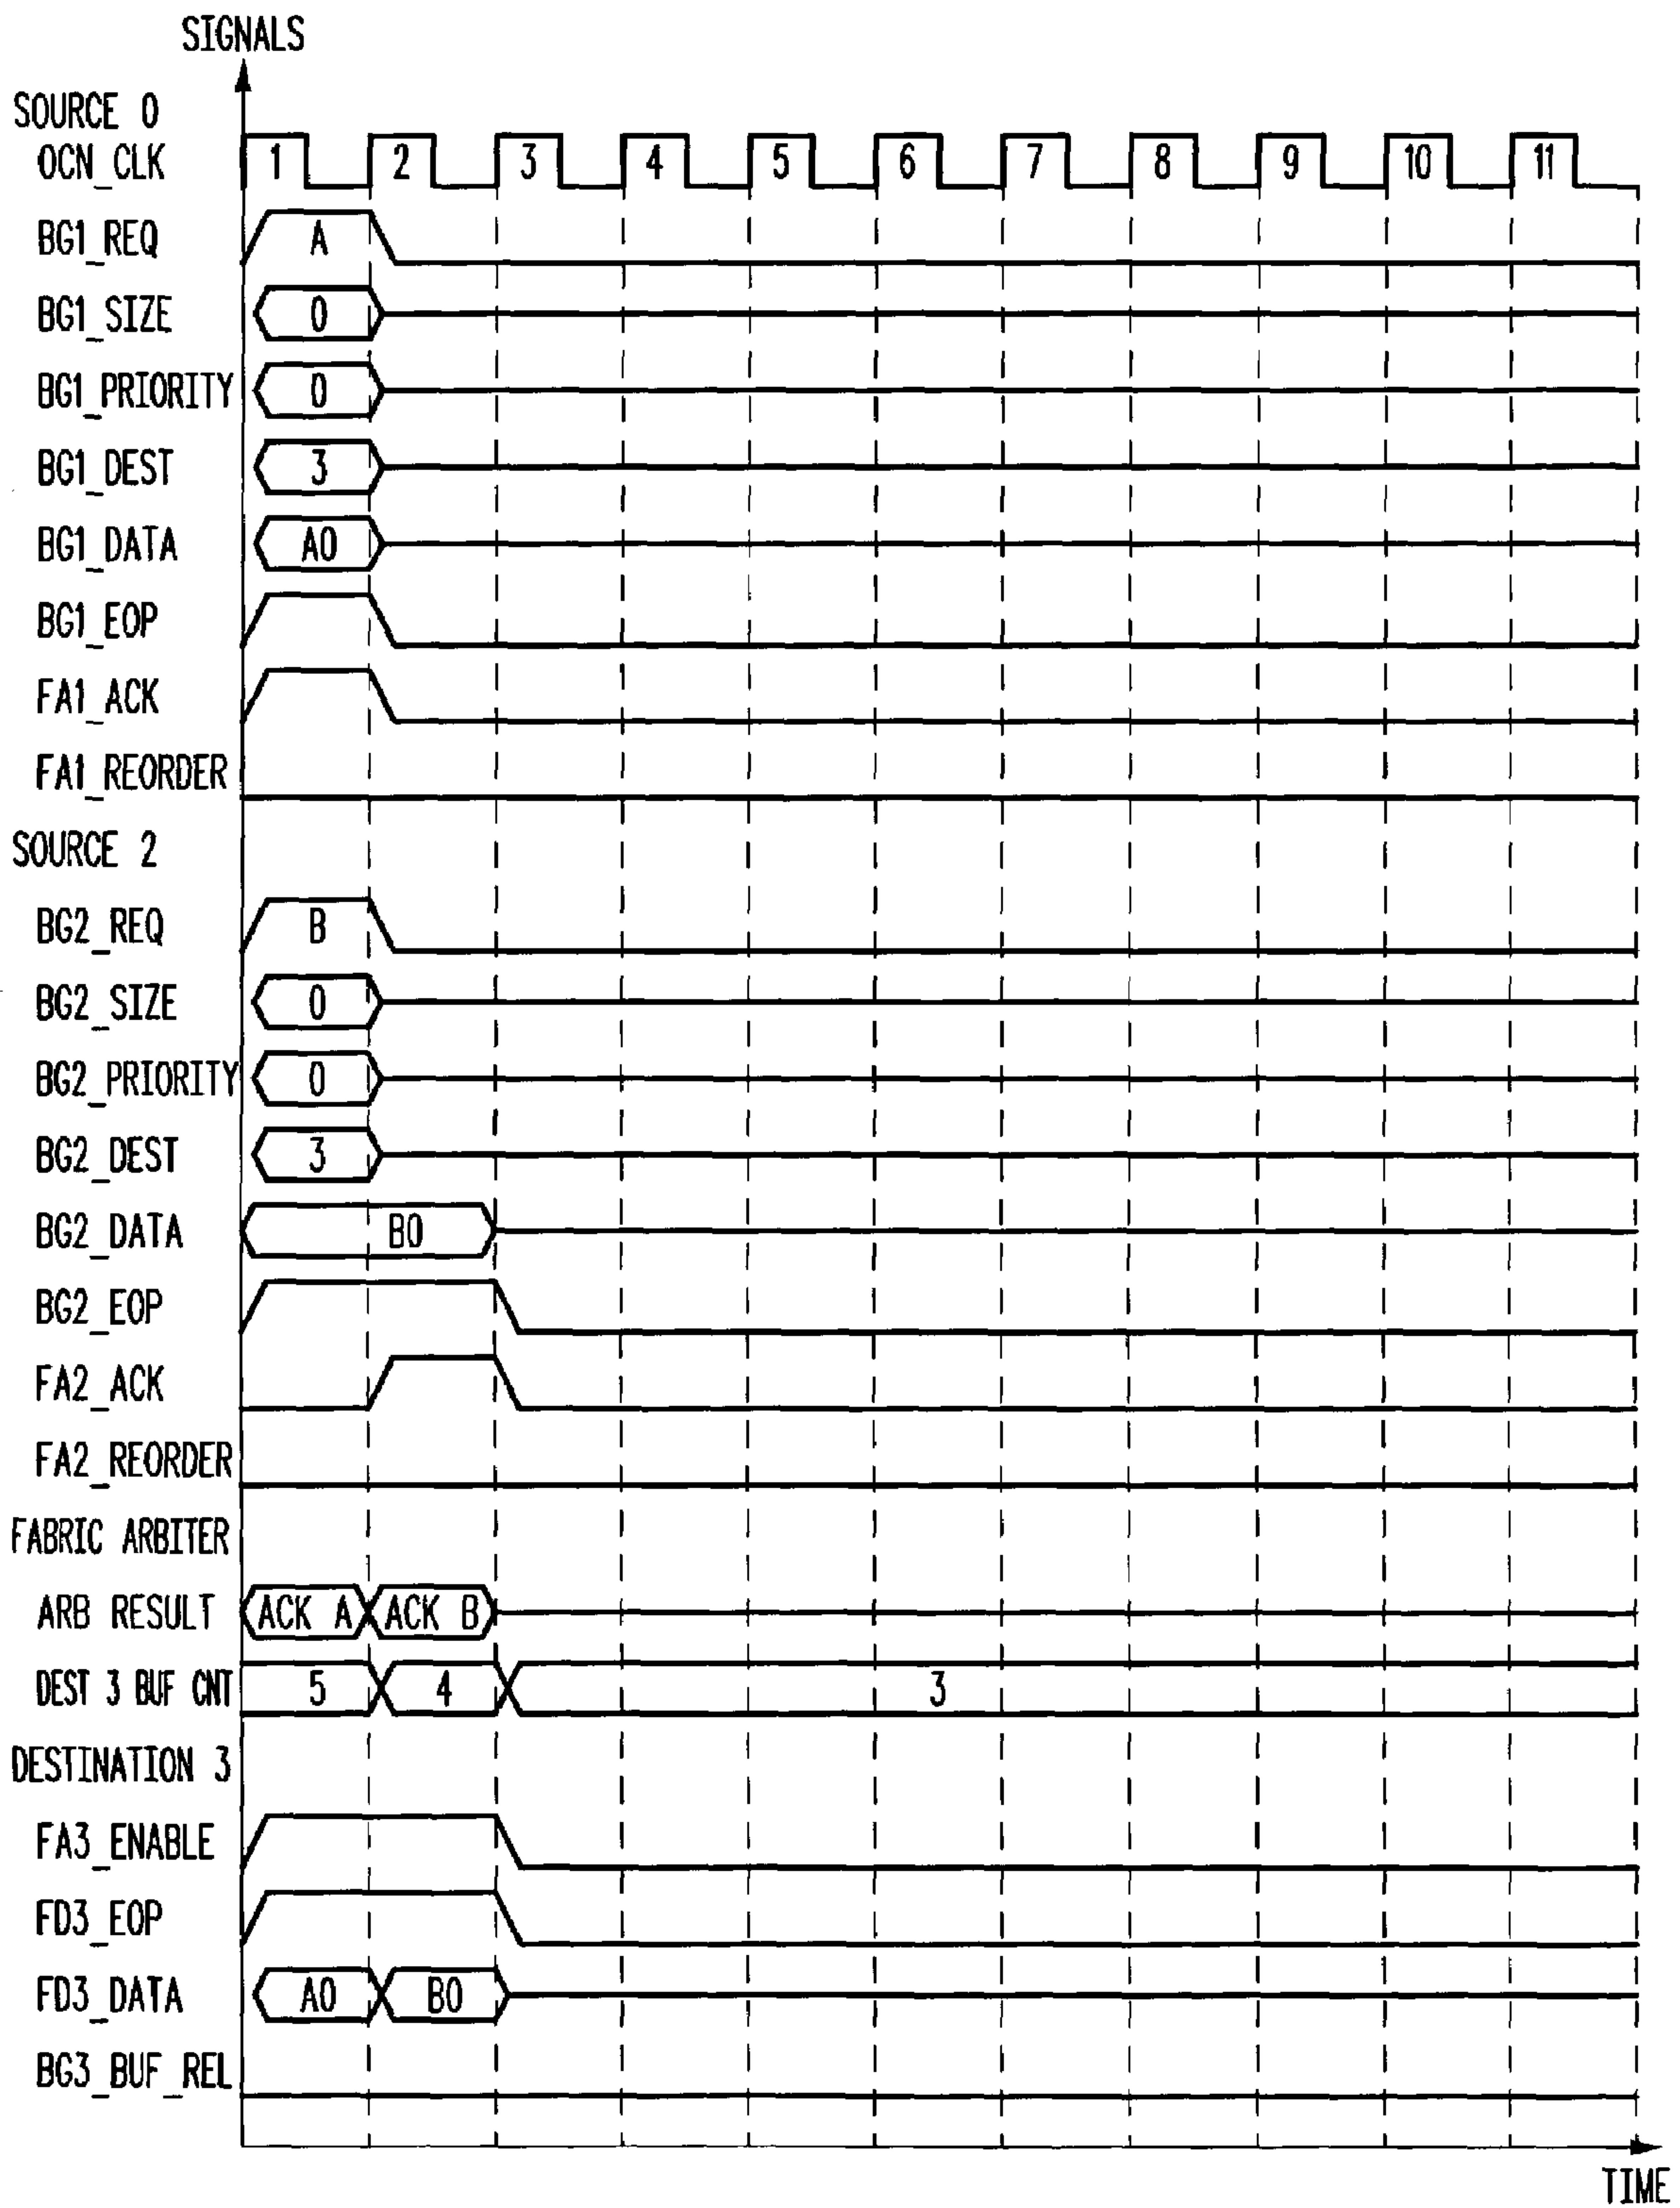 SIGNALS
SOURCE 0
OCN_CLK 1 2 3 4 5 6 7 8 9 10 11
BG1_REQ A
BG1_SIZE 0
BG1_PRIORITY 0
BG1_DEST 3
BG1_DATA A0
BG1_EOP
FA1_ACK
FA1_REORDER
SOURCE 2
BG2_REQ B
BG2_SIZE 0
BG2_PRIORITY 0
BG2_DEST 3
BG2_DATA B0
BG2_EOP
FA2_ACK
FA2_REORDER
FABRIC ARBITER
ARB RESULT ACK A ACK B
DEST 3 BUF CNT 5 4 3
DESTINATION 3
FA3_ENABLE
FD3_EOP
FD3_DATA A0 B0
BG3_BUF_REL
TIME